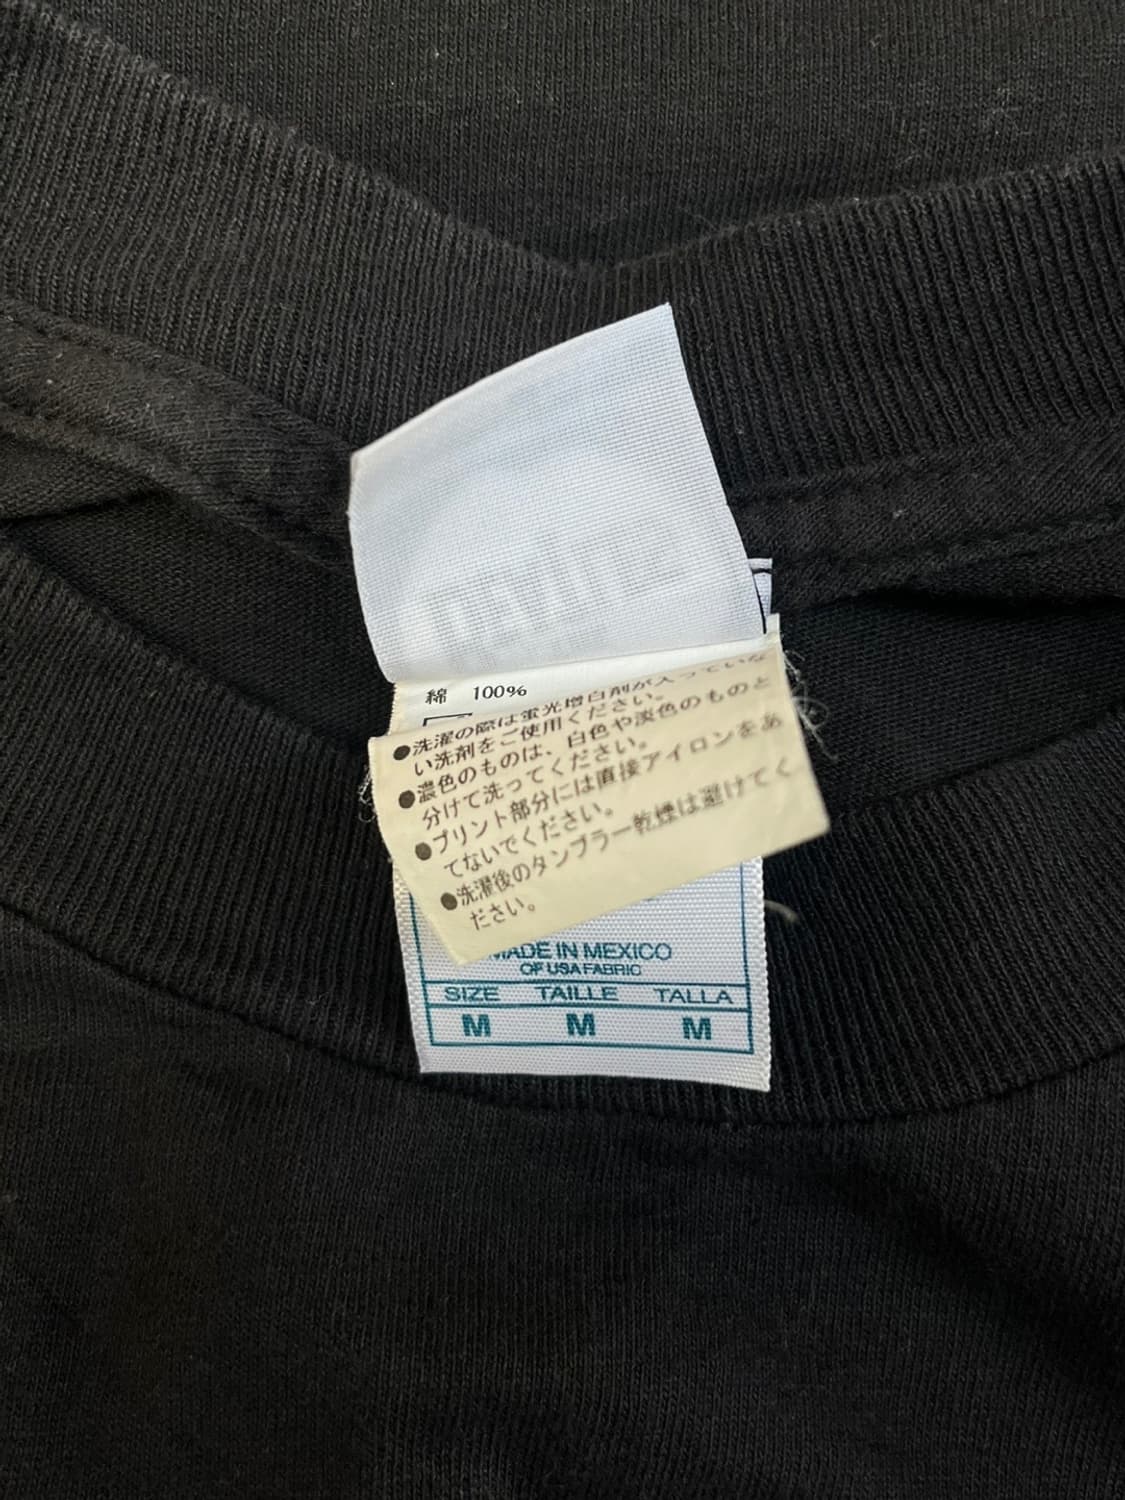 綿 100%
●洗濯の際は蛍光増白剤が入っていな
い洗剤をご使用ください。
●濃色のものは、白色や淡色のものと
分けて洗ってください。
●プリント部分には直接アイロンをあ
てないでください。
●洗濯後のタンブラー乾燥は避けてく
ださい。
MADE IN MEXICO
OF USA FABRIC
SIZE TAILLE TALLA
M M M